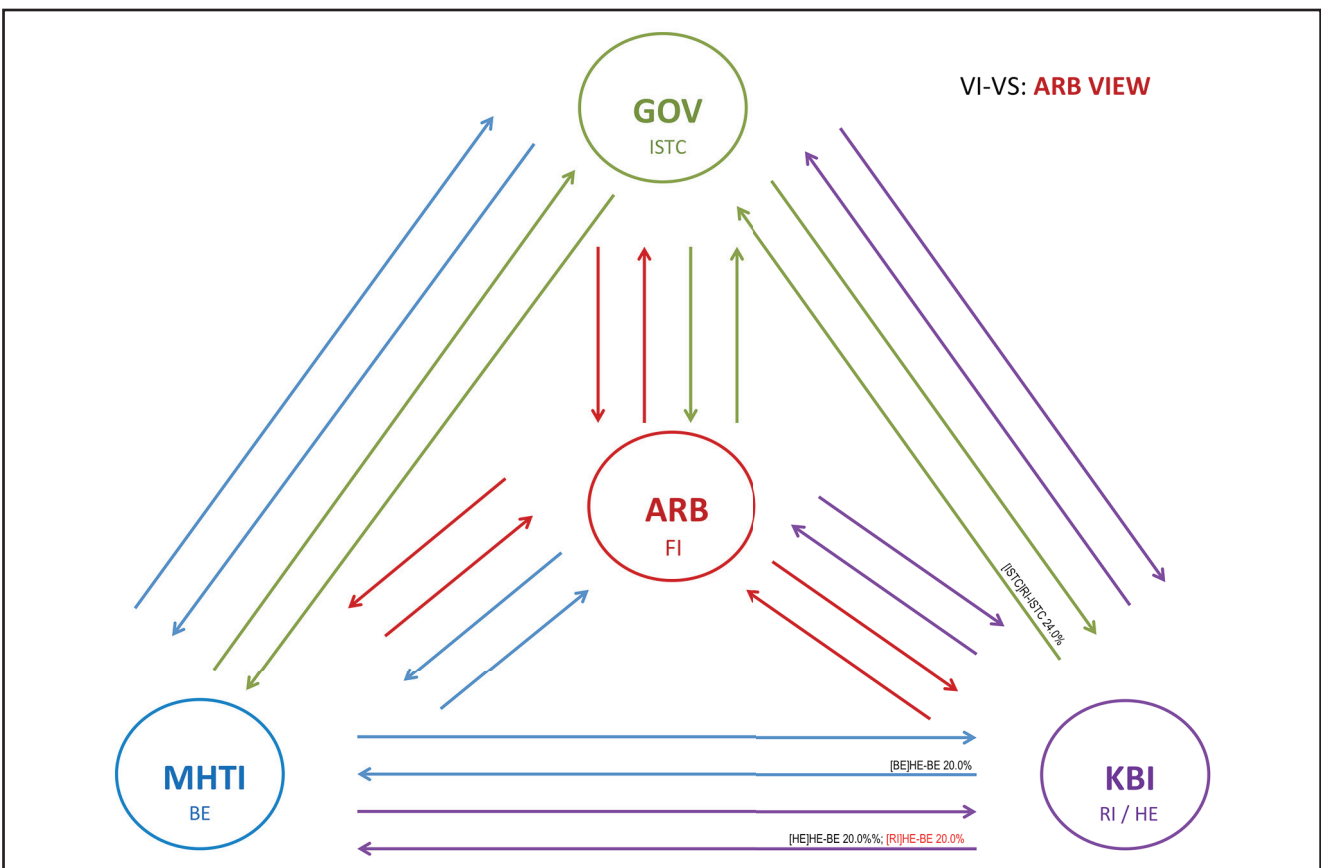 VI-VS: ARB VIEW
GOV
ISTC
ARB
FI
[ISTC]RI-ISTC 24.0%
MHTI
BE
KBI
RI / HE
[BE]HE-BE 20.0%
[HE]HE-BE 20.0%%; [RI]HE-BE 20.0%